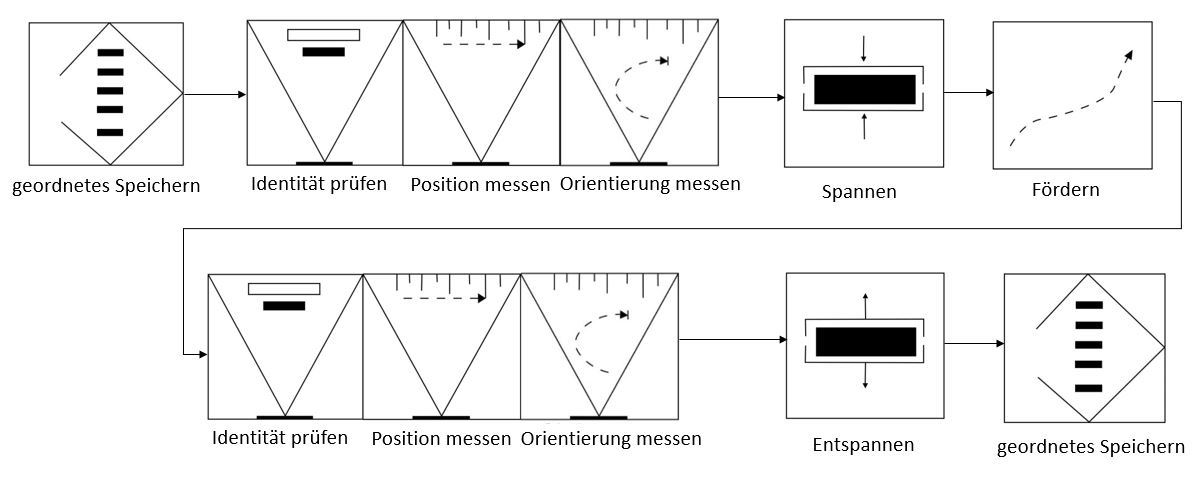 geordnetes Speichern
Identität prüfen
Position messen
Orientierung messen
Spannen
Fördern
Identität prüfen
Position messen
Orientierung messen
Entspannen
geordnetes Speichern